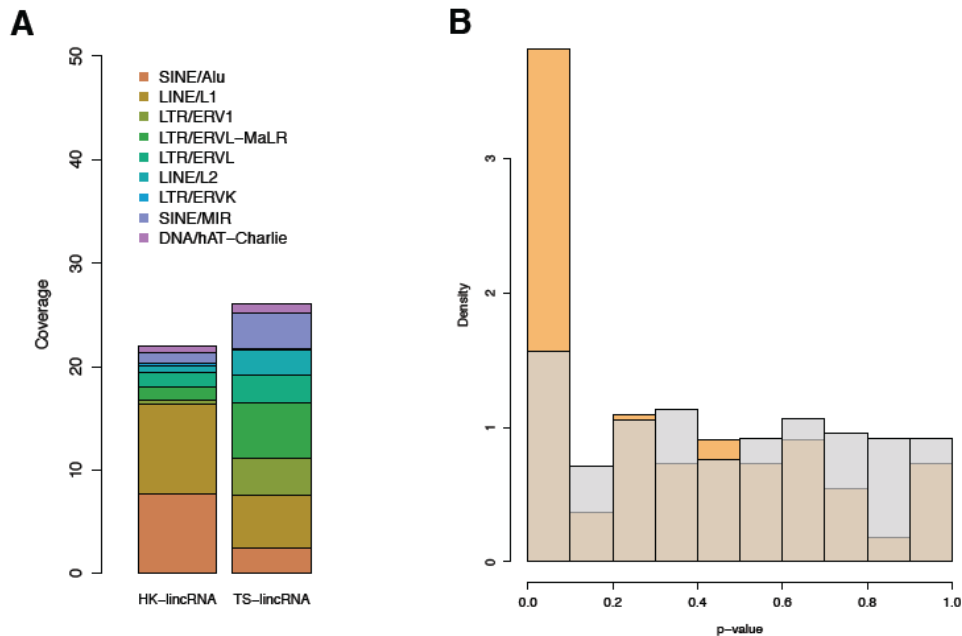 A
50
40
30
20
10
0
Coverage
SINE/Alu
LINE/L1
LTR/ERV1
LTR/ERVL-MaLR
LTR/ERVL
LINE/L2
LTR/ERVK
SINE/MIR
DNA/hAT-Charlie
HK-lincRNA TS-lincRNA
B
3
2
1
0
Density
0.0 0.2 0.4 0.6 0.8 1.0
p-value